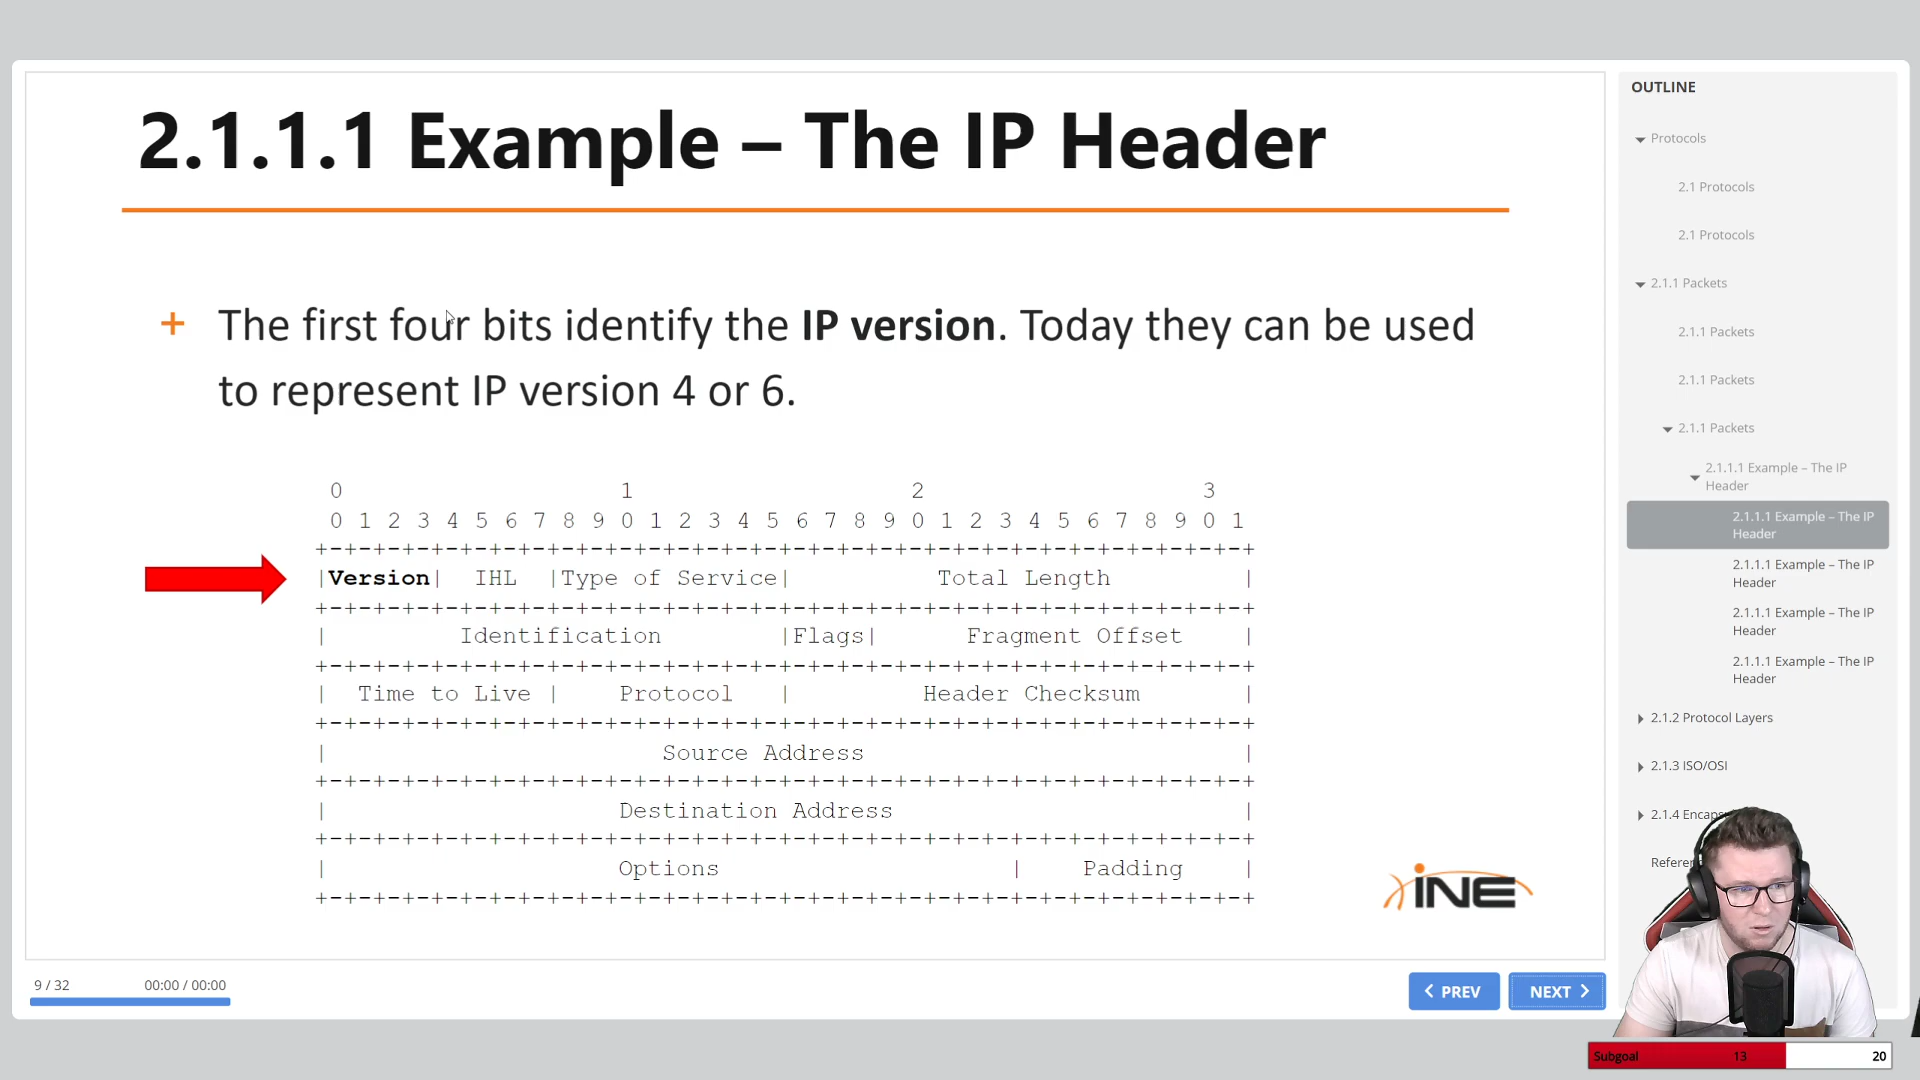 2.1.1.1 Example – The IP Header
+ The first four bits identify the IP version. Today they can be used
to represent IP version 4 or 6.
0 1 2 3
0 1 2 3 4 5 6 7 8 9 0 1 2 3 4 5 6 7 8 9 0 1 2 3 4 5 6 7 8 9 0 1
+-+-+-+-+-+-+-+-+-+-+-+-+-+-+-+-+-+-+-+-+-+-+-+-+-+-+-+-+-+-+-+-+
|Version| IHL |Type of Service| Total Length |
+-+-+-+-+-+-+-+-+-+-+-+-+-+-+-+-+-+-+-+-+-+-+-+-+-+-+-+-+-+-+-+-+
| Identification |Flags| Fragment Offset |
+-+-+-+-+-+-+-+-+-+-+-+-+-+-+-+-+-+-+-+-+-+-+-+-+-+-+-+-+-+-+-+-+
| Time to Live | Protocol | Header Checksum |
+-+-+-+-+-+-+-+-+-+-+-+-+-+-+-+-+-+-+-+-+-+-+-+-+-+-+-+-+-+-+-+-+
| Source Address |
+-+-+-+-+-+-+-+-+-+-+-+-+-+-+-+-+-+-+-+-+-+-+-+-+-+-+-+-+-+-+-+-+
| Destination Address |
+-+-+-+-+-+-+-+-+-+-+-+-+-+-+-+-+-+-+-+-+-+-+-+-+-+-+-+-+-+-+-+-+
| Options | Padding |
+-+-+-+-+-+-+-+-+-+-+-+-+-+-+-+-+-+-+-+-+-+-+-+-+-+-+-+-+-+-+-+-+
INE
9 / 32
00:00 / 00:00
PREV
NEXT
OUTLINE
Protocols
2.1 Protocols
2.1 Protocols
2.1.1 Packets
2.1.1 Packets
2.1.1 Packets
2.1.1 Packets
2.1.1.1 Example – The IP
Header
2.1.1.1 Example – The IP
Header
2.1.1.1 Example – The IP
Header
2.1.1.1 Example – The IP
Header
2.1.1.1 Example – The IP
Header
2.1.2 Protocol Layers
2.1.3 ISO/OSI
2.1.4
Subgoal 13 20